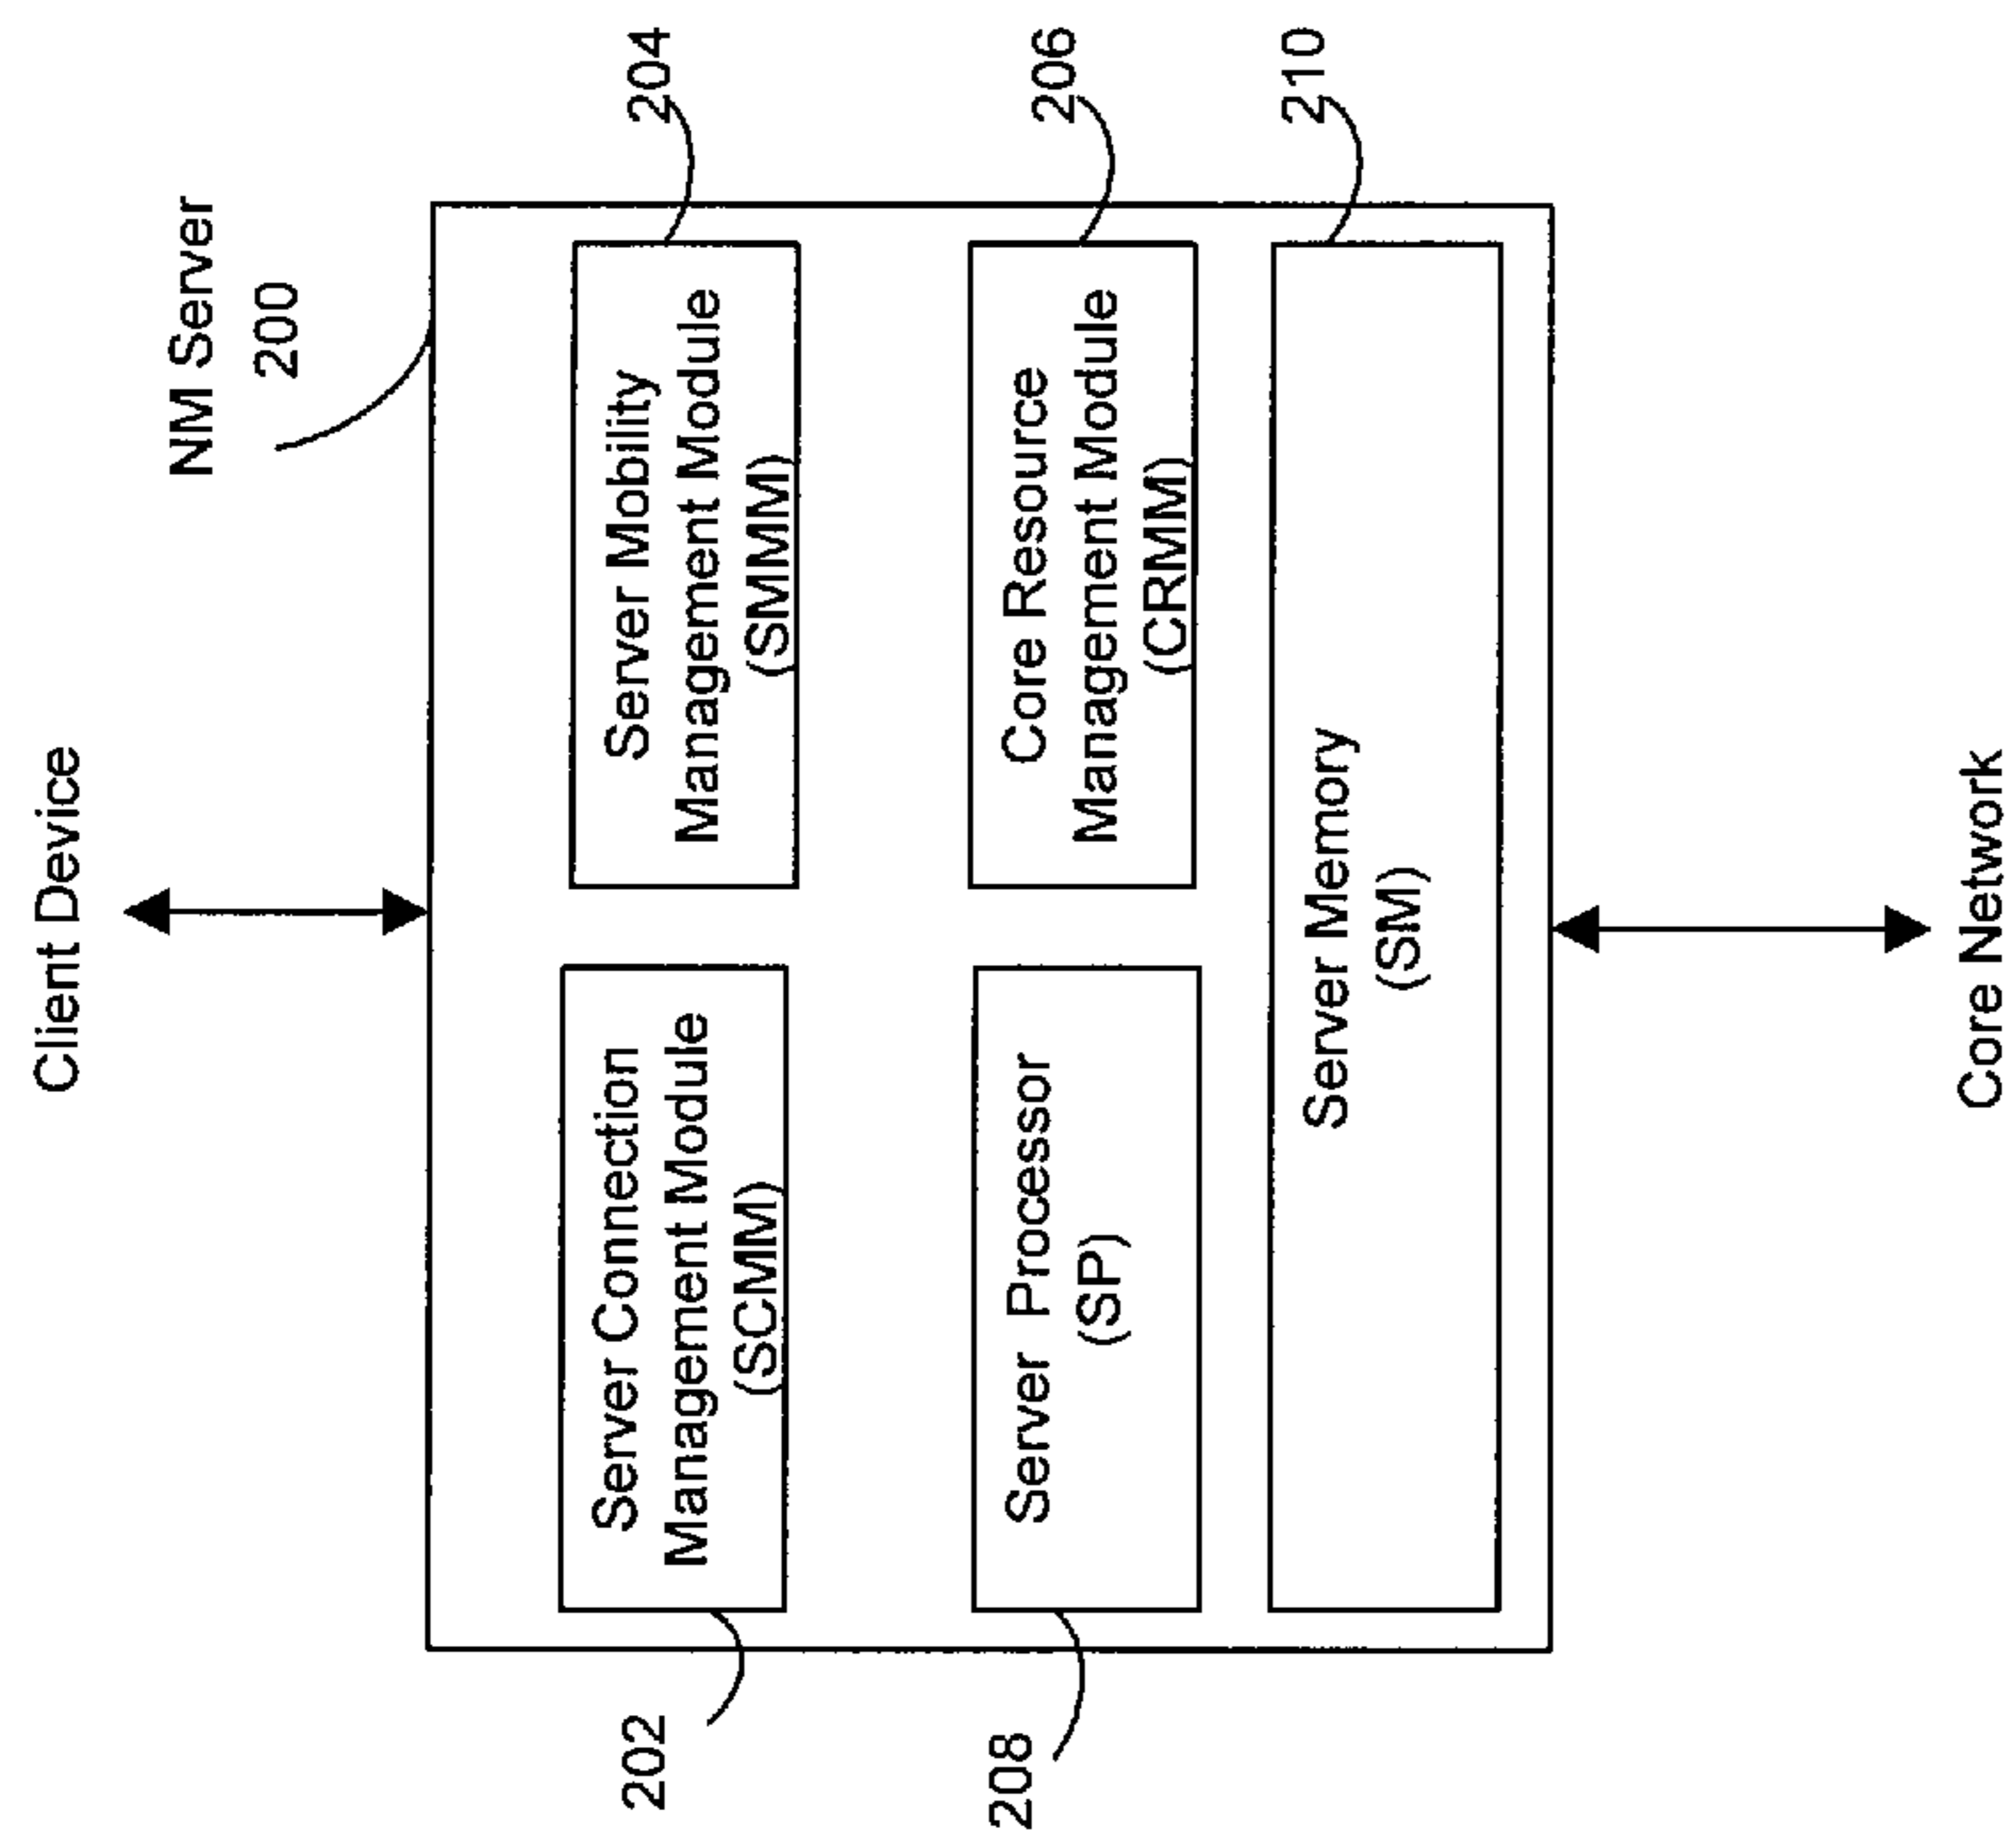 Client Device
NM Server
200
Server Connection
Management Module
(SCMM)
202
Server Mobility
Management Module
(SMMM)
204
Server Processor
(SP)
208
Core Resource
Management Module
(CRMM)
206
Server Memory
(SM)
210
Core Network